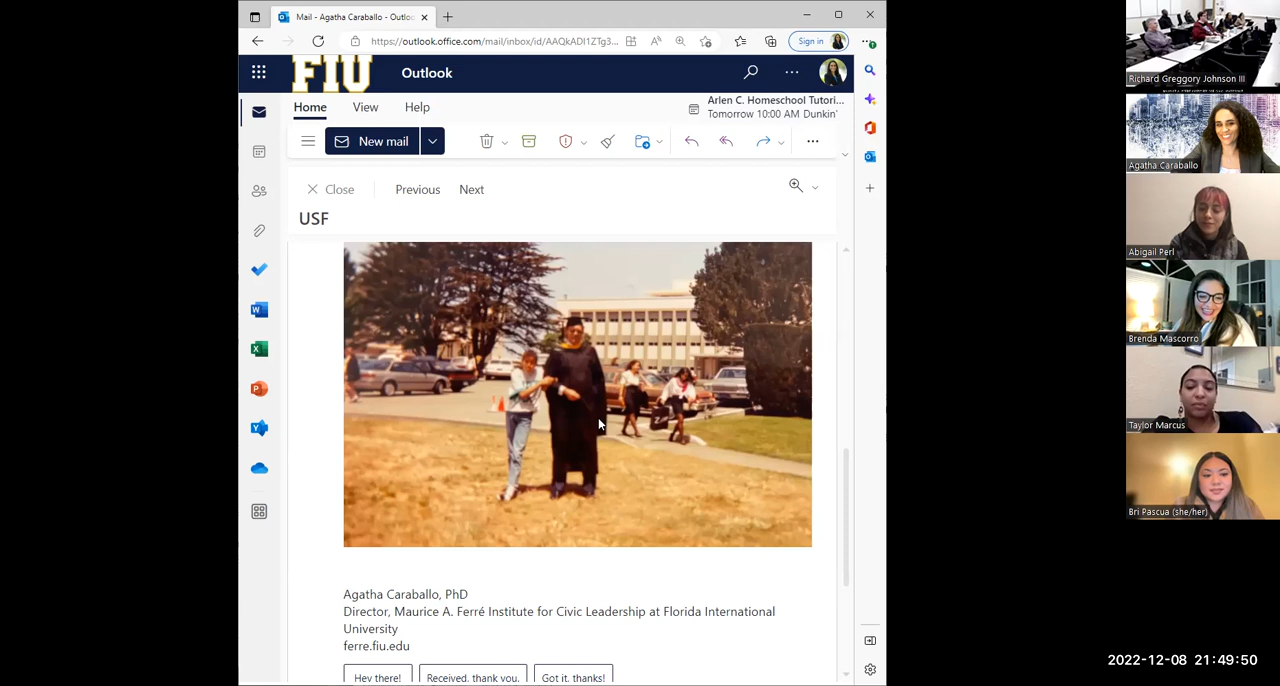 Mail - Agatha Caraballo - Outloo
https://outlook.office.com/mail/inbox/id/AAQkADI1ZTg3...
Sign in
FIU
Outlook
Home
View
Help
Arlen C. Homeschool Tutori...
Tomorrow 10:00 AM Dunkin'
New mail
Close
Previous
Next
USF
Agatha Caraballo, PhD
Director, Maurice A. Ferré Institute for Civic Leadership at Florida International
University
ferre.fiu.edu
Hey there!
Received, thank you.
Got it, thanks!
Richard Greggory Johnson III
Agatha Caraballo
Abigail Perl
Brenda Mascorro
Taylor Marcus
Bri Pascua (she/her)
2022-12-08 21:49:50